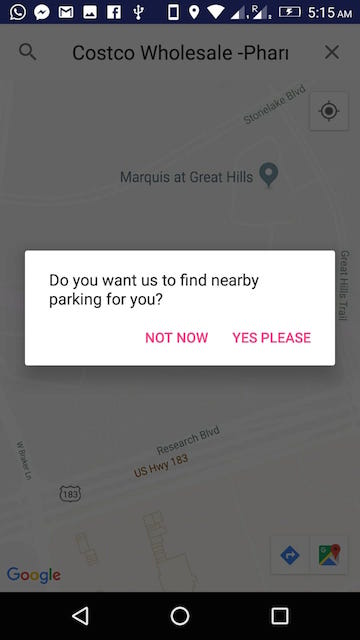 5:15 AM
Costco Wholesale -Phar
Stonelake Blvd
Marquis at Great Hills
Great Hills Trail
Do you want us to find nearby
parking for you?
NOT NOW YES PLEASE
W Braker Ln
Research Blvd
US Hwy 183
183
Google